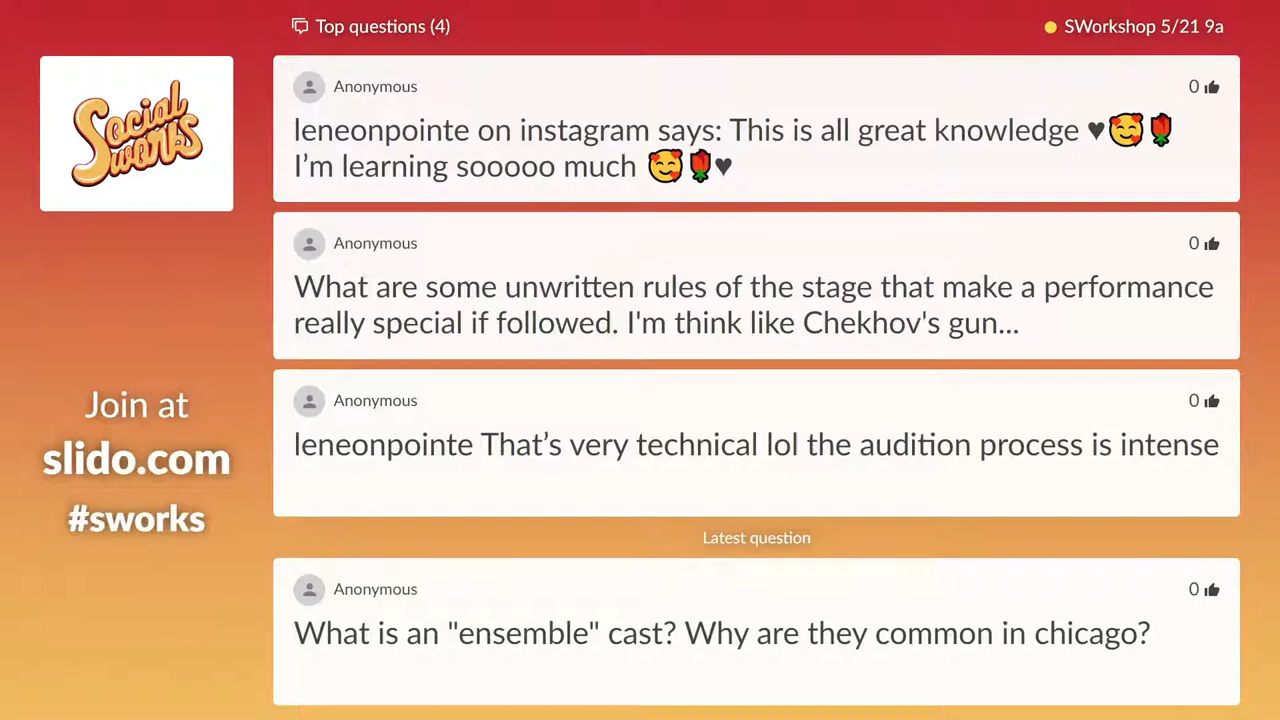 Top questions (4)
SWorkshop 5/21 9a
Social
Works
Anonymous
0
leneonpointe on instagram says: This is all great knowledge ♥🥰🌹
I’m learning sooooo much 🥰🌹♥
Anonymous
0
What are some unwritten rules of the stage that make a performance
really special if followed. I'm think like Chekhov's gun...
Anonymous
0
leneonpointe That’s very technical lol the audition process is intense
Join at
slido.com
#sworks
Latest question
Anonymous
0
What is an "ensemble" cast? Why are they common in chicago?